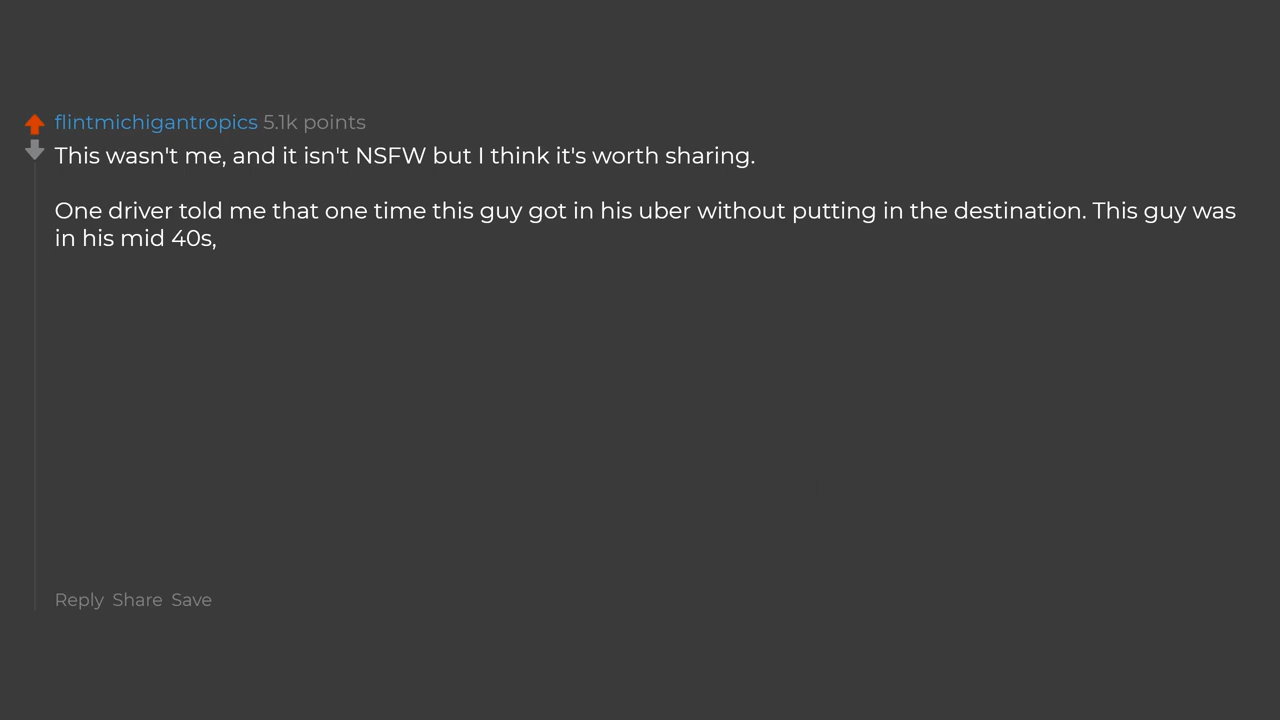 flintmichigantropics 5.1k points
This wasn't me, and it isn't NSFW but I think it's worth sharing.
One driver told me that one time this guy got in his uber without putting in the destination. This guy was
in his mid 40s,
Reply Share Save